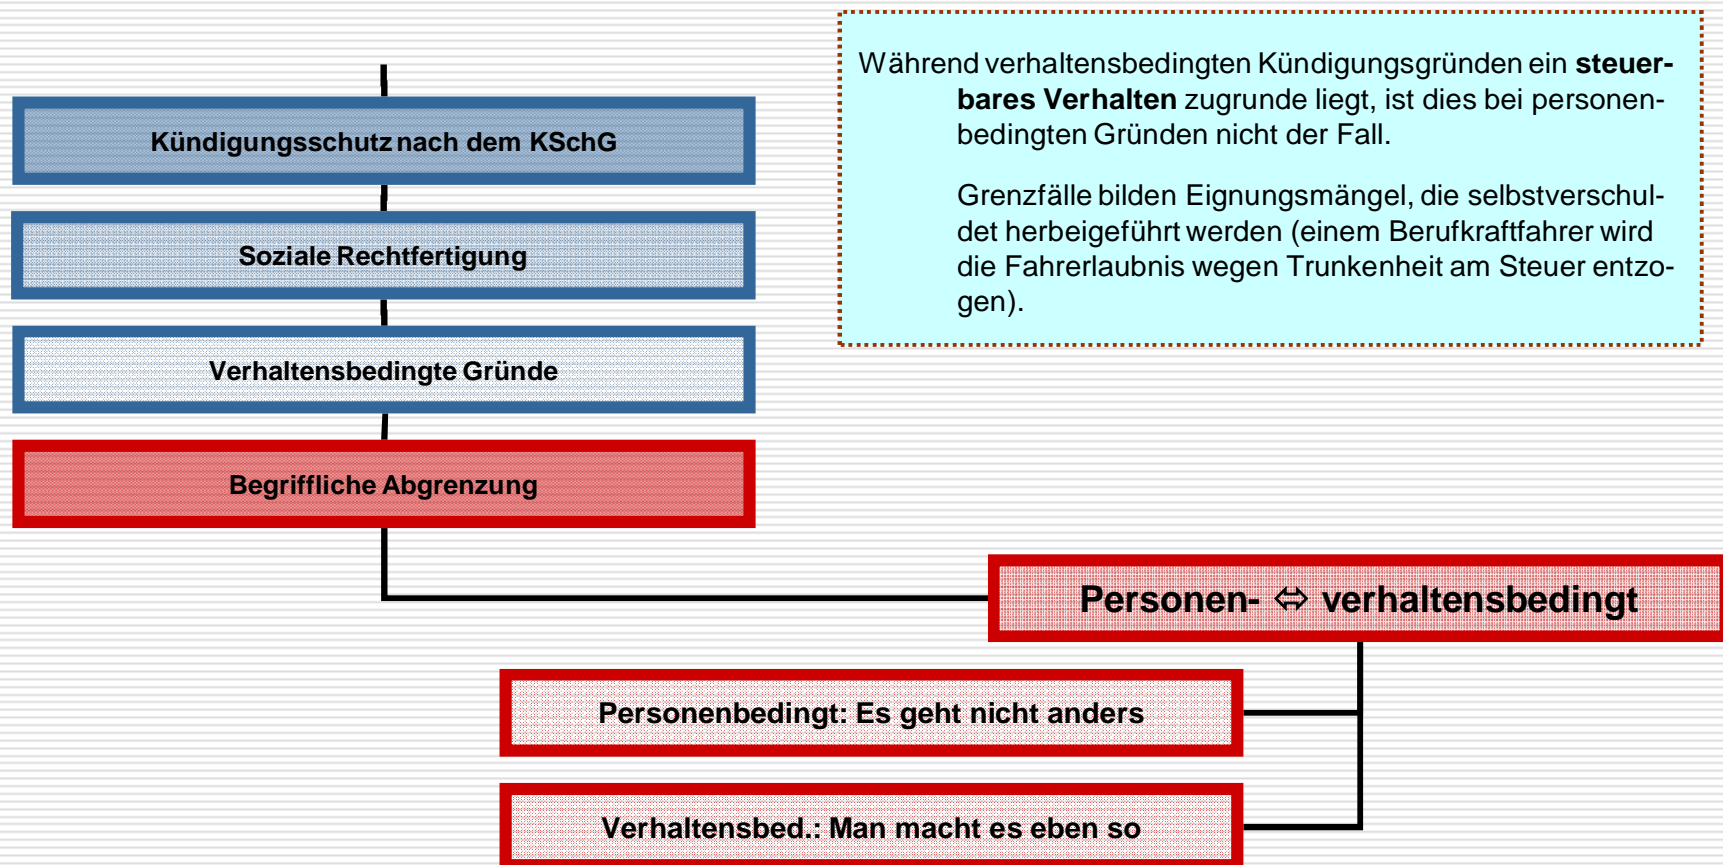 Während verhaltensbedingten Kündigungsgründen ein steuer-
bares Verhalten zugrunde liegt, ist dies bei personen-
bedingten Gründen nicht der Fall.
Grenzfälle bilden Eignungsmängel, die selbstverschul-
det herbeigeführt werden (einem Berufkraftfahrer wird
die Fahrerlaubnis wegen Trunkenheit am Steuer entzo-
gen).
Kündigungsschutz nach dem KSchG
Soziale Rechtfertigung
Verhaltensbedingte Gründe
Begriffliche Abgrenzung
Personen- ⇔ verhaltensbedingt
Personenbedingt: Es geht nicht anders
Verhaltensbed.: Man macht es eben so